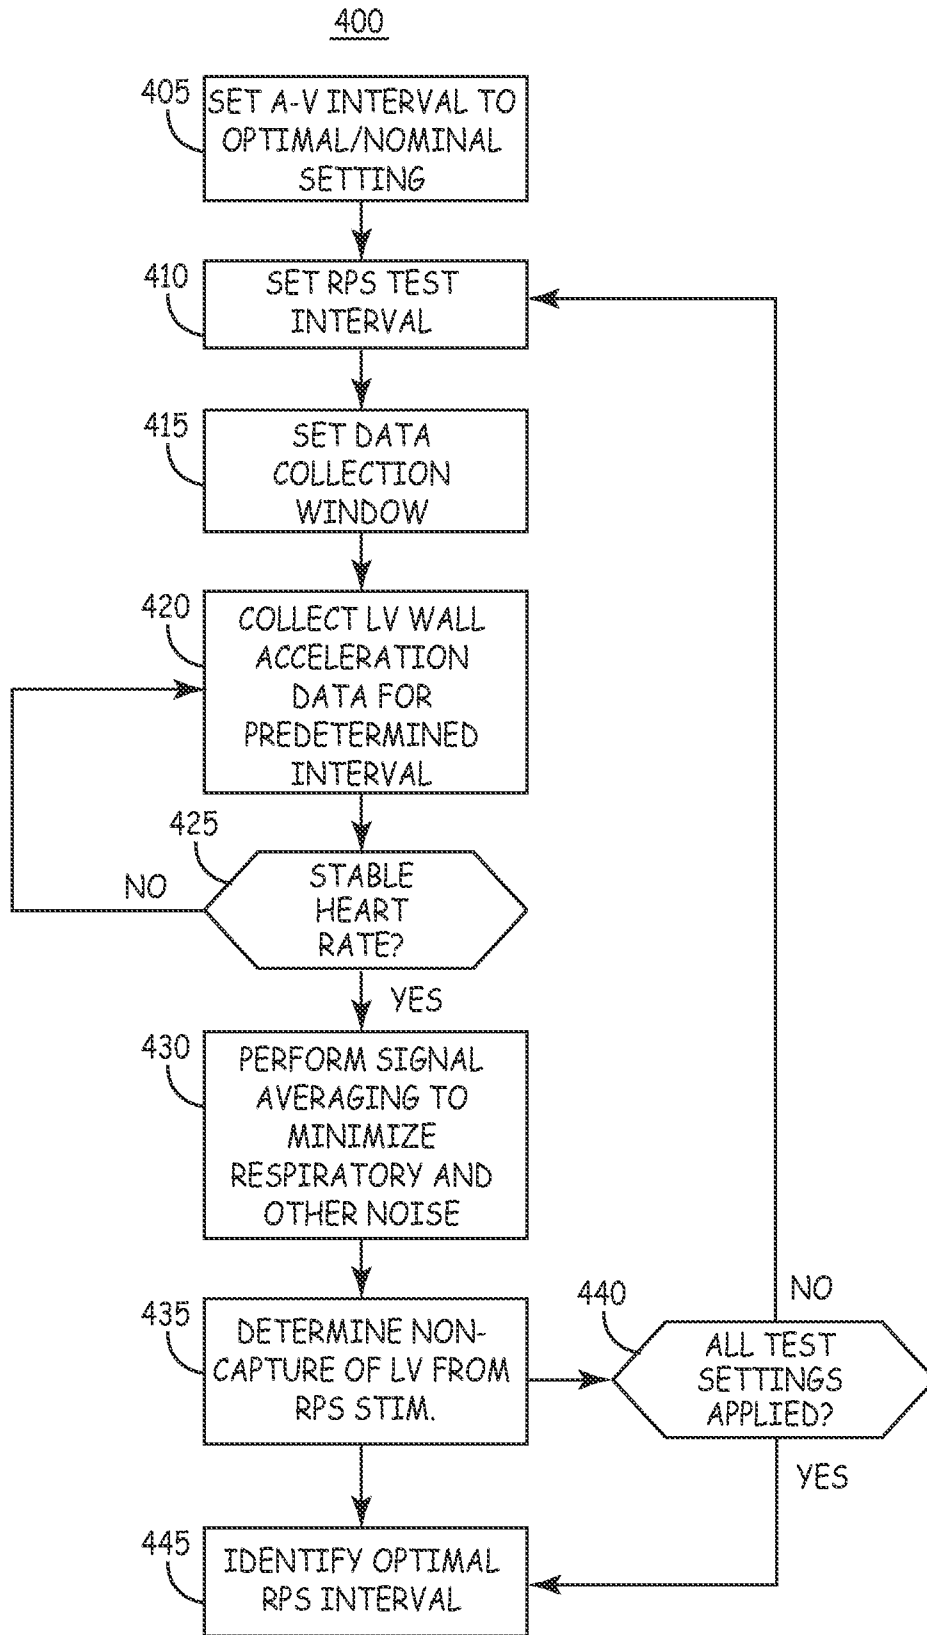 400
405
SET A-V INTERVAL TO
OPTIMAL/NOMINAL
SETTING
410
SET RPS TEST
INTERVAL
415
SET DATA
COLLECTION
WINDOW
420
COLLECT LV WALL
ACCELERATION
DATA FOR
PREDETERMINED
INTERVAL
425
STABLE
HEART
RATE?
NO
YES
430
PERFORM SIGNAL
AVERAGING TO
MINIMIZE
RESPIRATORY AND
OTHER NOISE
435
DETERMINE NON-
CAPTURE OF LV FROM
RPS STIM.
440
ALL TEST
SETTINGS
APPLIED?
NO
YES
445
IDENTIFY OPTIMAL
RPS INTERVAL